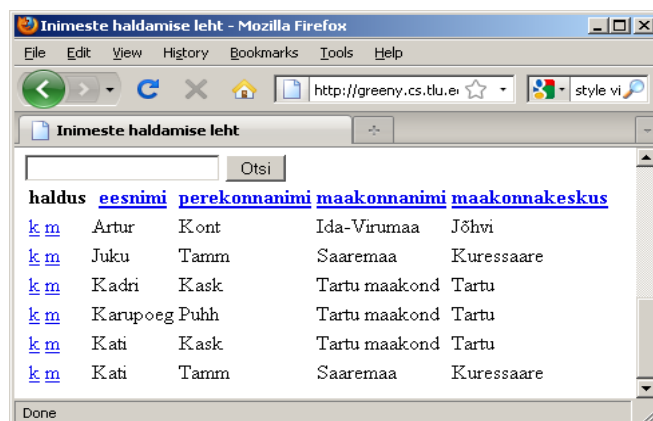 Inimeste haldamise leht - Mozilla Firefox
File Edit View History Bookmarks Tools Help
http://greeny.cs.tlu.e style vi
Inimeste haldamise leht
Otsi
haldus eesnimi perekonnanimi maakonnanimi maakonnakeskus
k m Artur Kont Ida-Virumaa Jõhvi
k m Juku Tamm Saaremaa Kuressaare
k m Kadri Kask Tartu maakond Tartu
k m Karupoeg Puhh Tartu maakond Tartu
k m Kati Kask Tartu maakond Tartu
k m Kati Tamm Saaremaa Kuressaare
Done